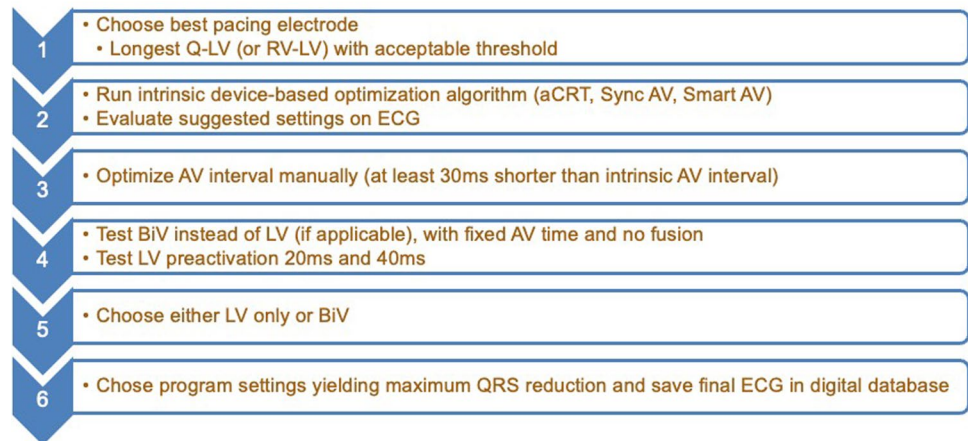 1
• Choose best pacing electrode
• Longest Q-LV (or RV-LV) with acceptable threshold
2
• Run intrinsic device-based optimization algorithm (aCRT, Sync AV, Smart AV)
• Evaluate suggested settings on ECG
3
• Optimize AV interval manually (at least 30ms shorter than intrinsic AV interval)
4
• Test BiV instead of LV (if applicable), with fixed AV time and no fusion
• Test LV preactivation 20ms and 40ms
5
• Choose either LV only or BiV
6
• Chose program settings yielding maximum QRS reduction and save final ECG in digital database